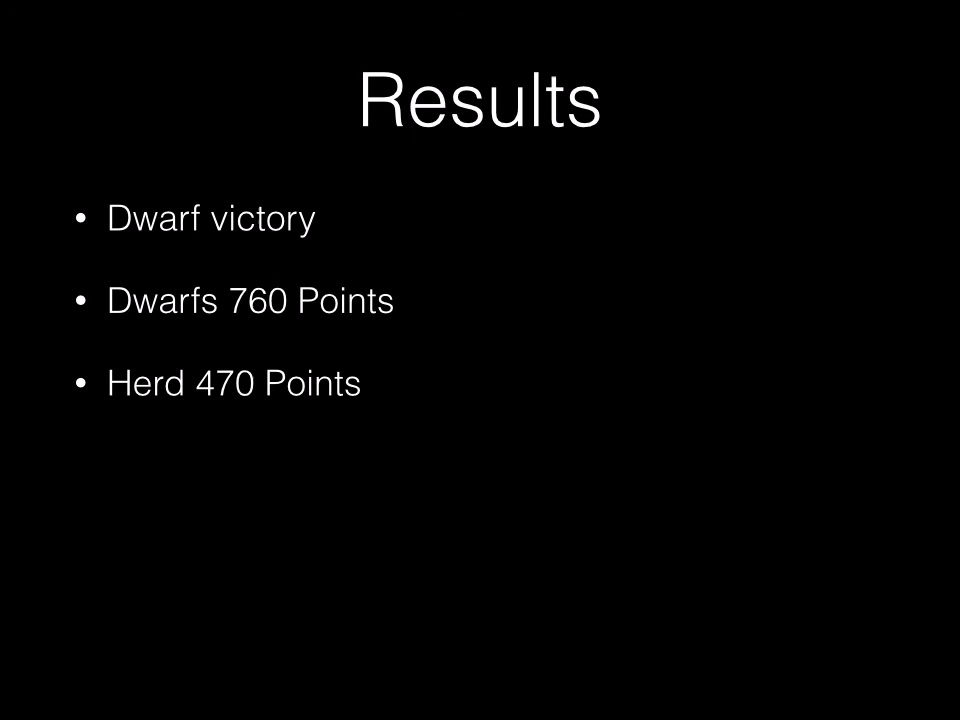 Results
• Dwarf victory
• Dwarfs 760 Points
• Herd 470 Points